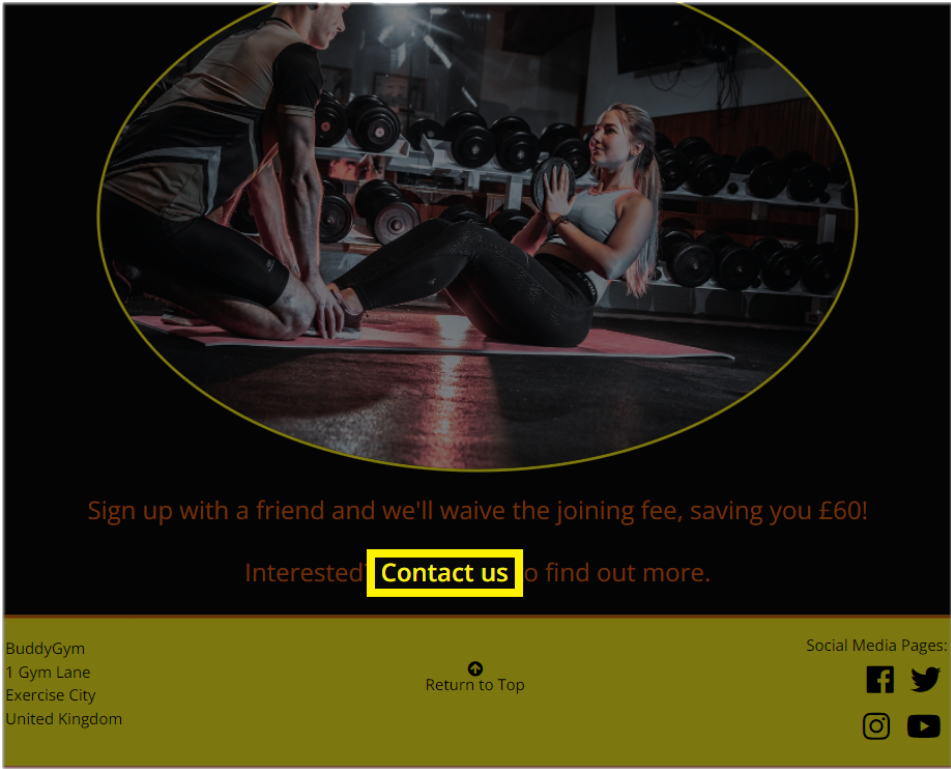 Sign up with a friend and we'll waive the joining fee, saving you £60!
Interested? Contact us to find out more.
BuddyGym
1 Gym Lane
Exercise City
United Kingdom
Return to Top
Social Media Pages: